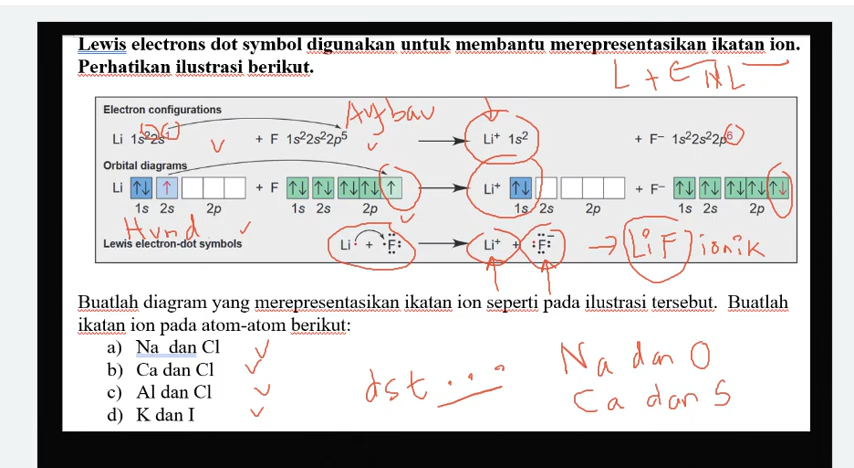 Lewis electrons dot symbol digunakan untuk membantu merepresentasikan ikatan ion.
Perhatikan ilustrasi berikut.
Electron configurations
Aufbau
Li 1s²2s¹ + F 1s²2s²2p⁵ → Li⁺ 1s² + F⁻ 1s²2s²2p⁶
Orbital diagrams
Li ↑↓ ↑ + F ↑↓ ↑↓ ↑↓ ↑↓ ↑ → Li⁺ ↑↓ + F⁻ ↑↓ ↑↓ ↑↓ ↑↓ ↑↓
1s 2s 2p 1s 2s 2p 1s 2s 2p 1s 2s 2p
Hund
Lewis electron-dot symbols Li· + ·F: → Li⁺ + :F:⁻ → LiF ionik
Buatlah diagram yang merepresentasikan ikatan ion seperti pada ilustrasi tersebut. Buatlah
ikatan ion pada atom-atom berikut:
a) Na dan Cl
b) Ca dan Cl
c) Al dan Cl
d) K dan I
dst...
Na dan O
Ca dan S